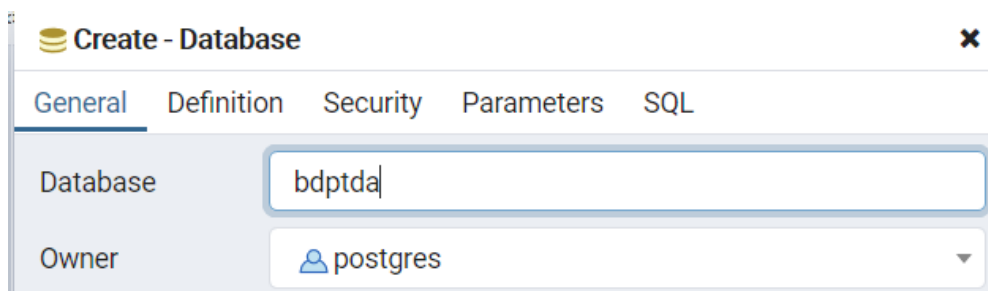 Create - Database
General Definition Security Parameters SQL
Database bdptda
Owner postgres